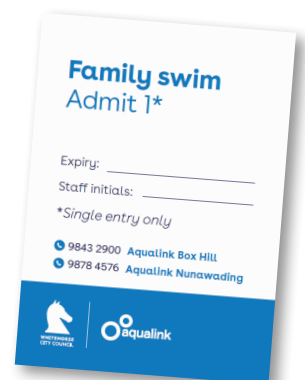 Family swim
Admit 1*
Expiry:
Staff initials:
*Single entry only
9843 2900 Aqualink Box Hill
9878 4576 Aqualink Nunawading
WHITEHORSE
CITY COUNCIL
aqualink